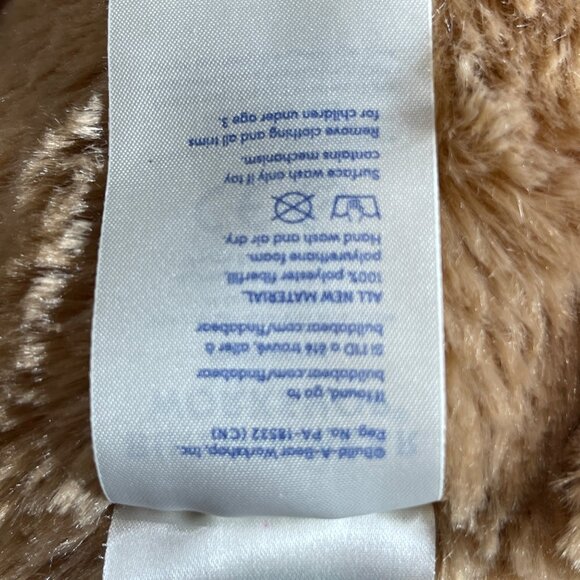 ©Build-A-Bear Workshop, Inc.
Reg. No. PA-18532 (CN)
If found, go to
buildabear.com/findabear
Si l'ID a été trouvé, aller à
buildabear.com/findabear
ALL NEW MATERIAL
100% polyester fiberfill,
polyurethane foam.
Hand wash and air dry.
Surface wash only if toy
contains mechanism.
Remove clothing and all trims
for children under age 3.